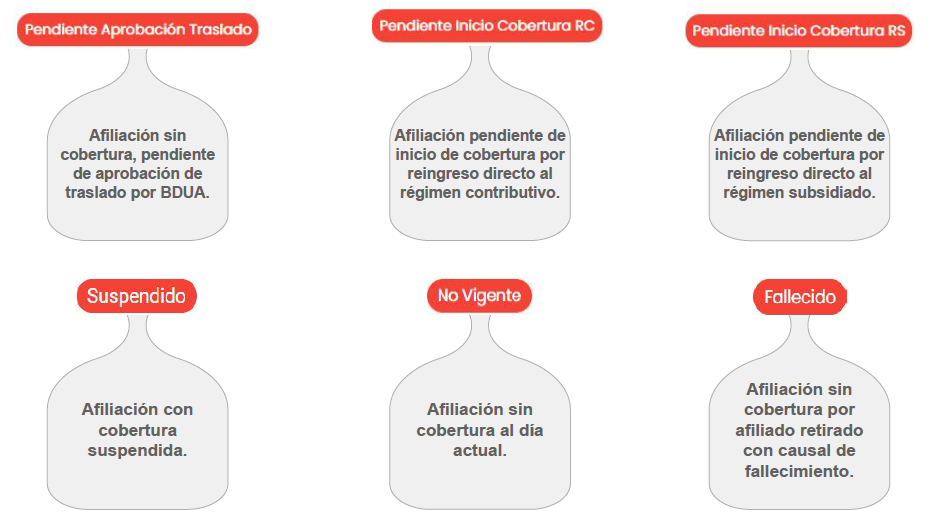 Pendiente Aprobación Traslado
Afiliación sin
cobertura, pendiente
de aprobación de
traslado por BDUA.
Pendiente Inicio Cobertura RC
Afiliación pendiente de
inicio de cobertura por
reingreso directo al
régimen contributivo.
Pendiente Inicio Cobertura RS
Afiliación pendiente de
inicio de cobertura por
reingreso directo al
régimen subsidiado.
Suspendido
Afiliación con
cobertura
suspendida.
No Vigente
Afiliación sin
cobertura al día
actual.
Fallecido
Afiliación sin
cobertura por
afiliado retirado
con causal de
fallecimiento.